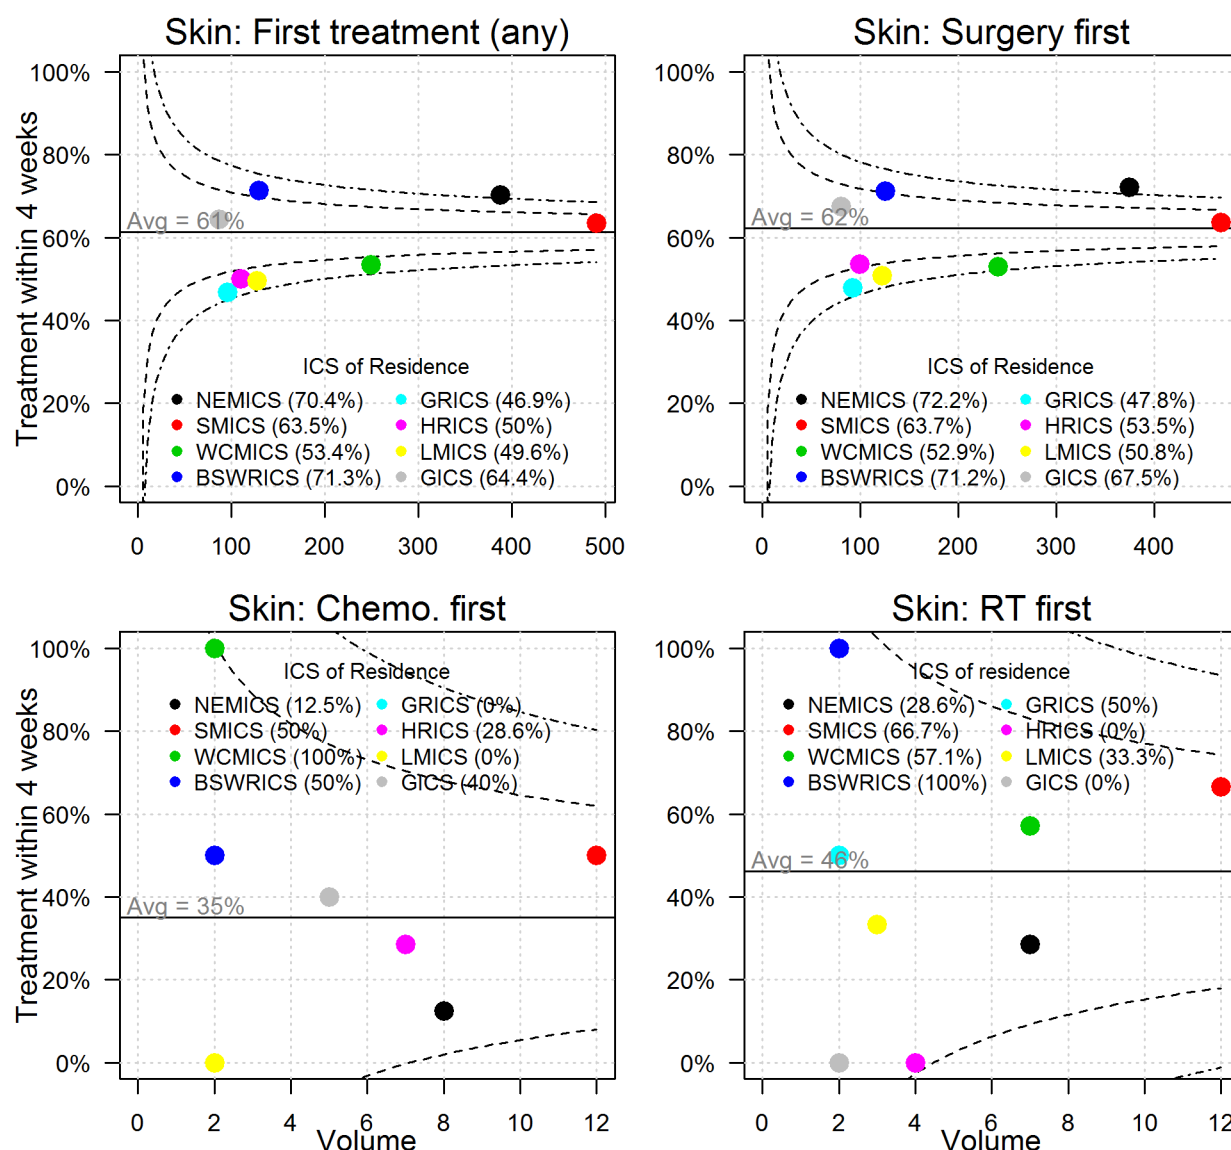 Skin: First treatment (any)
Treatment within 4 weeks
100%
80%
60%
40%
20%
0%
Avg = 61%
ICS of Residence
NEMICS (70.4%) GRICS (46.9%)
SMICS (63.5%) HRICS (50%)
WCMICS (53.4%) LMICS (49.6%)
BSWRICS (71.3%) GICS (64.4%)
0 100 200 300 400 500
Skin: Surgery first
100%
80%
60%
40%
20%
0%
Avg = 62%
ICS of Residence
NEMICS (72.2%) GRICS (47.8%)
SMICS (63.7%) HRICS (53.5%)
WCMICS (52.9%) LMICS (50.8%)
BSWRICS (71.2%) GICS (67.5%)
0 100 200 300 400
Skin: Chemo. first
Treatment within 4 weeks
100%
80%
60%
40%
20%
0%
ICS of Residence
NEMICS (12.5%) GRICS (0%)
SMICS (50%) HRICS (28.6%)
WCMICS (100%) LMICS (0%)
BSWRICS (50%) GICS (40%)
Avg = 35%
0 2 4 6 8 10 12
Volume
Skin: RT first
100%
80%
60%
40%
20%
0%
ICS of residence
NEMICS (28.6%) GRICS (50%)
SMICS (66.7%) HRICS (0%)
WCMICS (57.1%) LMICS (33.3%)
BSWRICS (100%) GICS (0%)
Avg = 46%
0 2 4 6 8 10 12
Volume